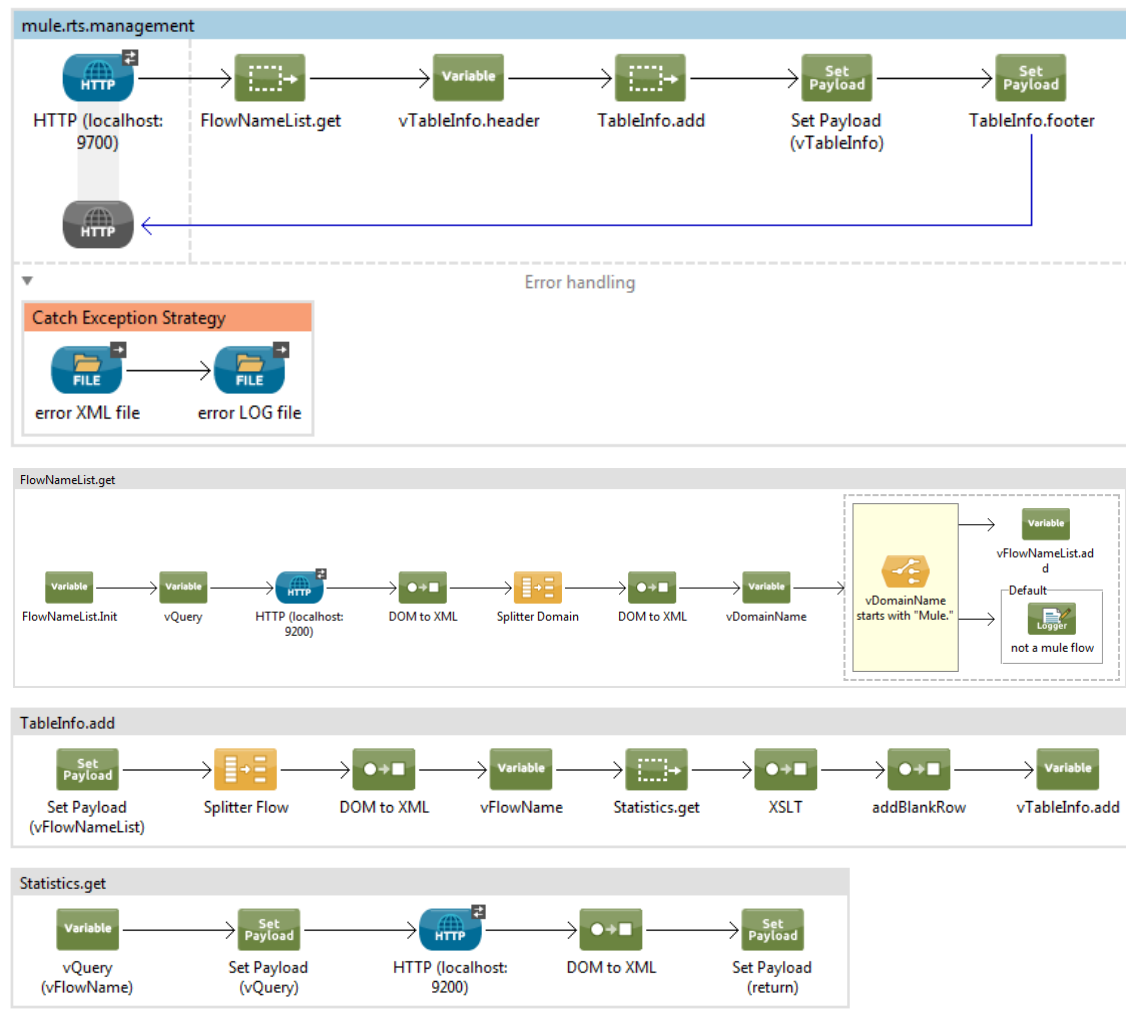 mule.rts.management
HTTP
Variable
Set
Payload
Set
Payload
HTTP (localhost:
9700)
FlowNameList.get
vTableInfo.header
TableInfo.add
Set Payload
(vTableInfo)
TableInfo.footer
HTTP
Error handling
Catch Exception Strategy
FILE
FILE
error XML file
error LOG file
FlowNameList.get
Variable
vFlowNameList.ad
d
Default
Logger
not a mule flow
vDomainName
starts with "Mule."
Variable
Variable
HTTP
Variable
FlowNameList.Init
vQuery
HTTP (localhost:
9200)
DOM to XML
Splitter Domain
DOM to XML
vDomainName
TableInfo.add
Set
Payload
Variable
Variable
Set Payload
(vFlowNameList)
Splitter Flow
DOM to XML
vFlowName
Statistics.get
XSLT
addBlankRow
vTableInfo.add
Statistics.get
Variable
Set
Payload
HTTP
Set
Payload
vQuery
(vFlowName)
Set Payload
(vQuery)
HTTP (localhost:
9200)
DOM to XML
Set Payload
(return)